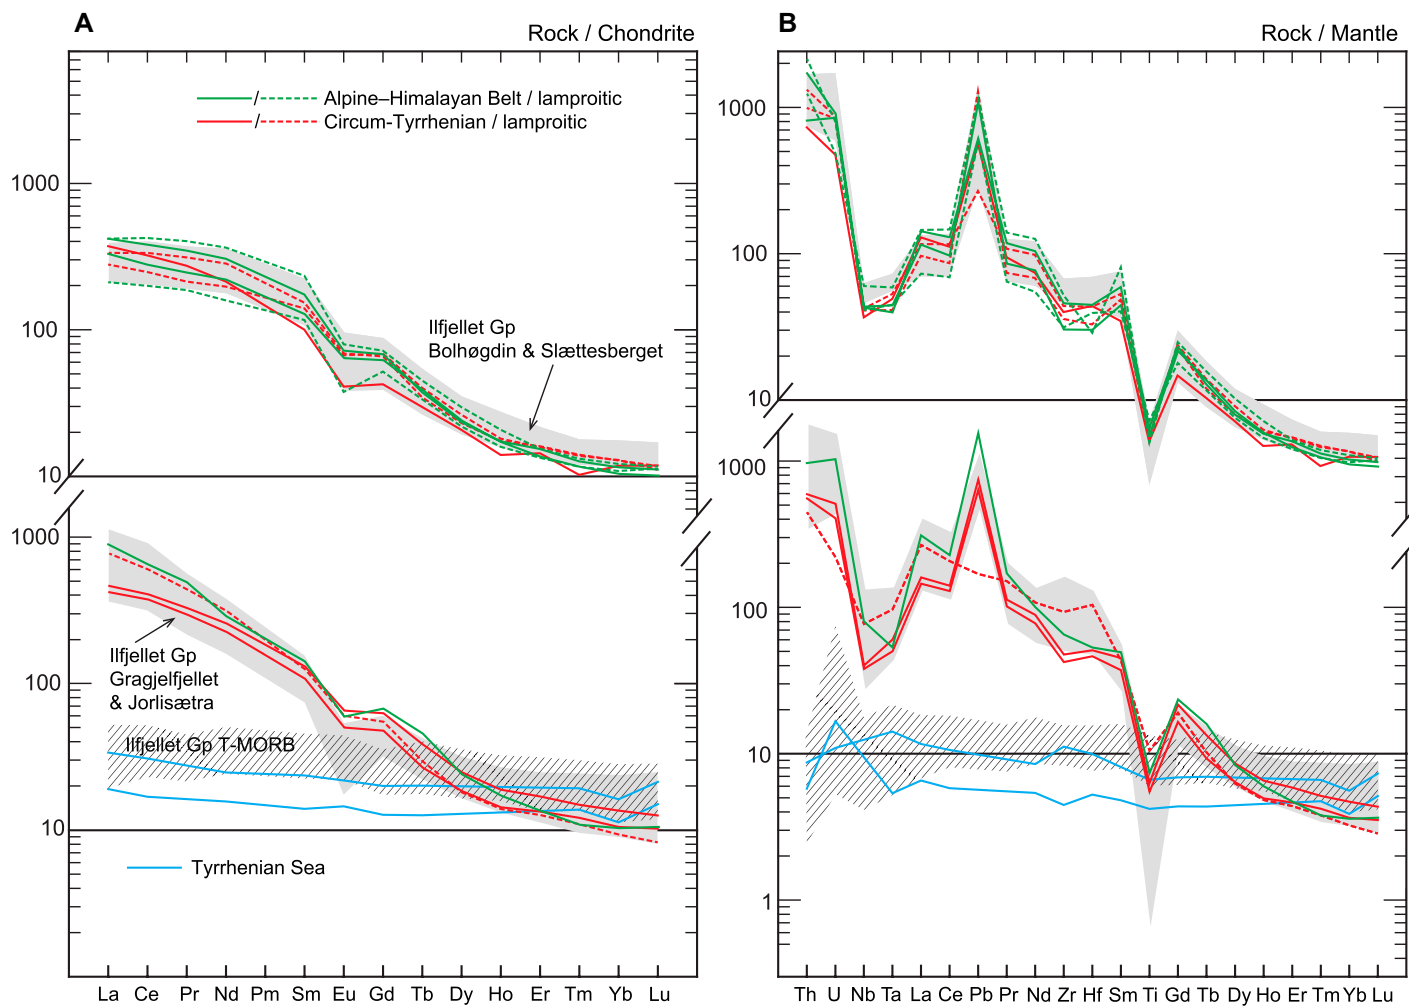 A
Rock / Chondrite
Alpine–Himalayan Belt / lamproitic
Circum-Tyrrhenian / lamproitic
1000
100
10
Ilfjellet Gp
Bolhøgdin & Slættesberget
1000
100
10
Ilfjellet Gp
Gragjelfjellet
& Jorlisætra
Ilfjellet Gp T-MORB
Tyrrhenian Sea
La Ce Pr Nd Pm Sm Eu Gd Tb Dy Ho Er Tm Yb Lu
B
Rock / Mantle
1000
100
10
1000
100
10
1
Th U Nb Ta La Ce Pb Pr Nd Zr Hf Sm Ti Gd Tb Dy Ho Er Tm Yb Lu